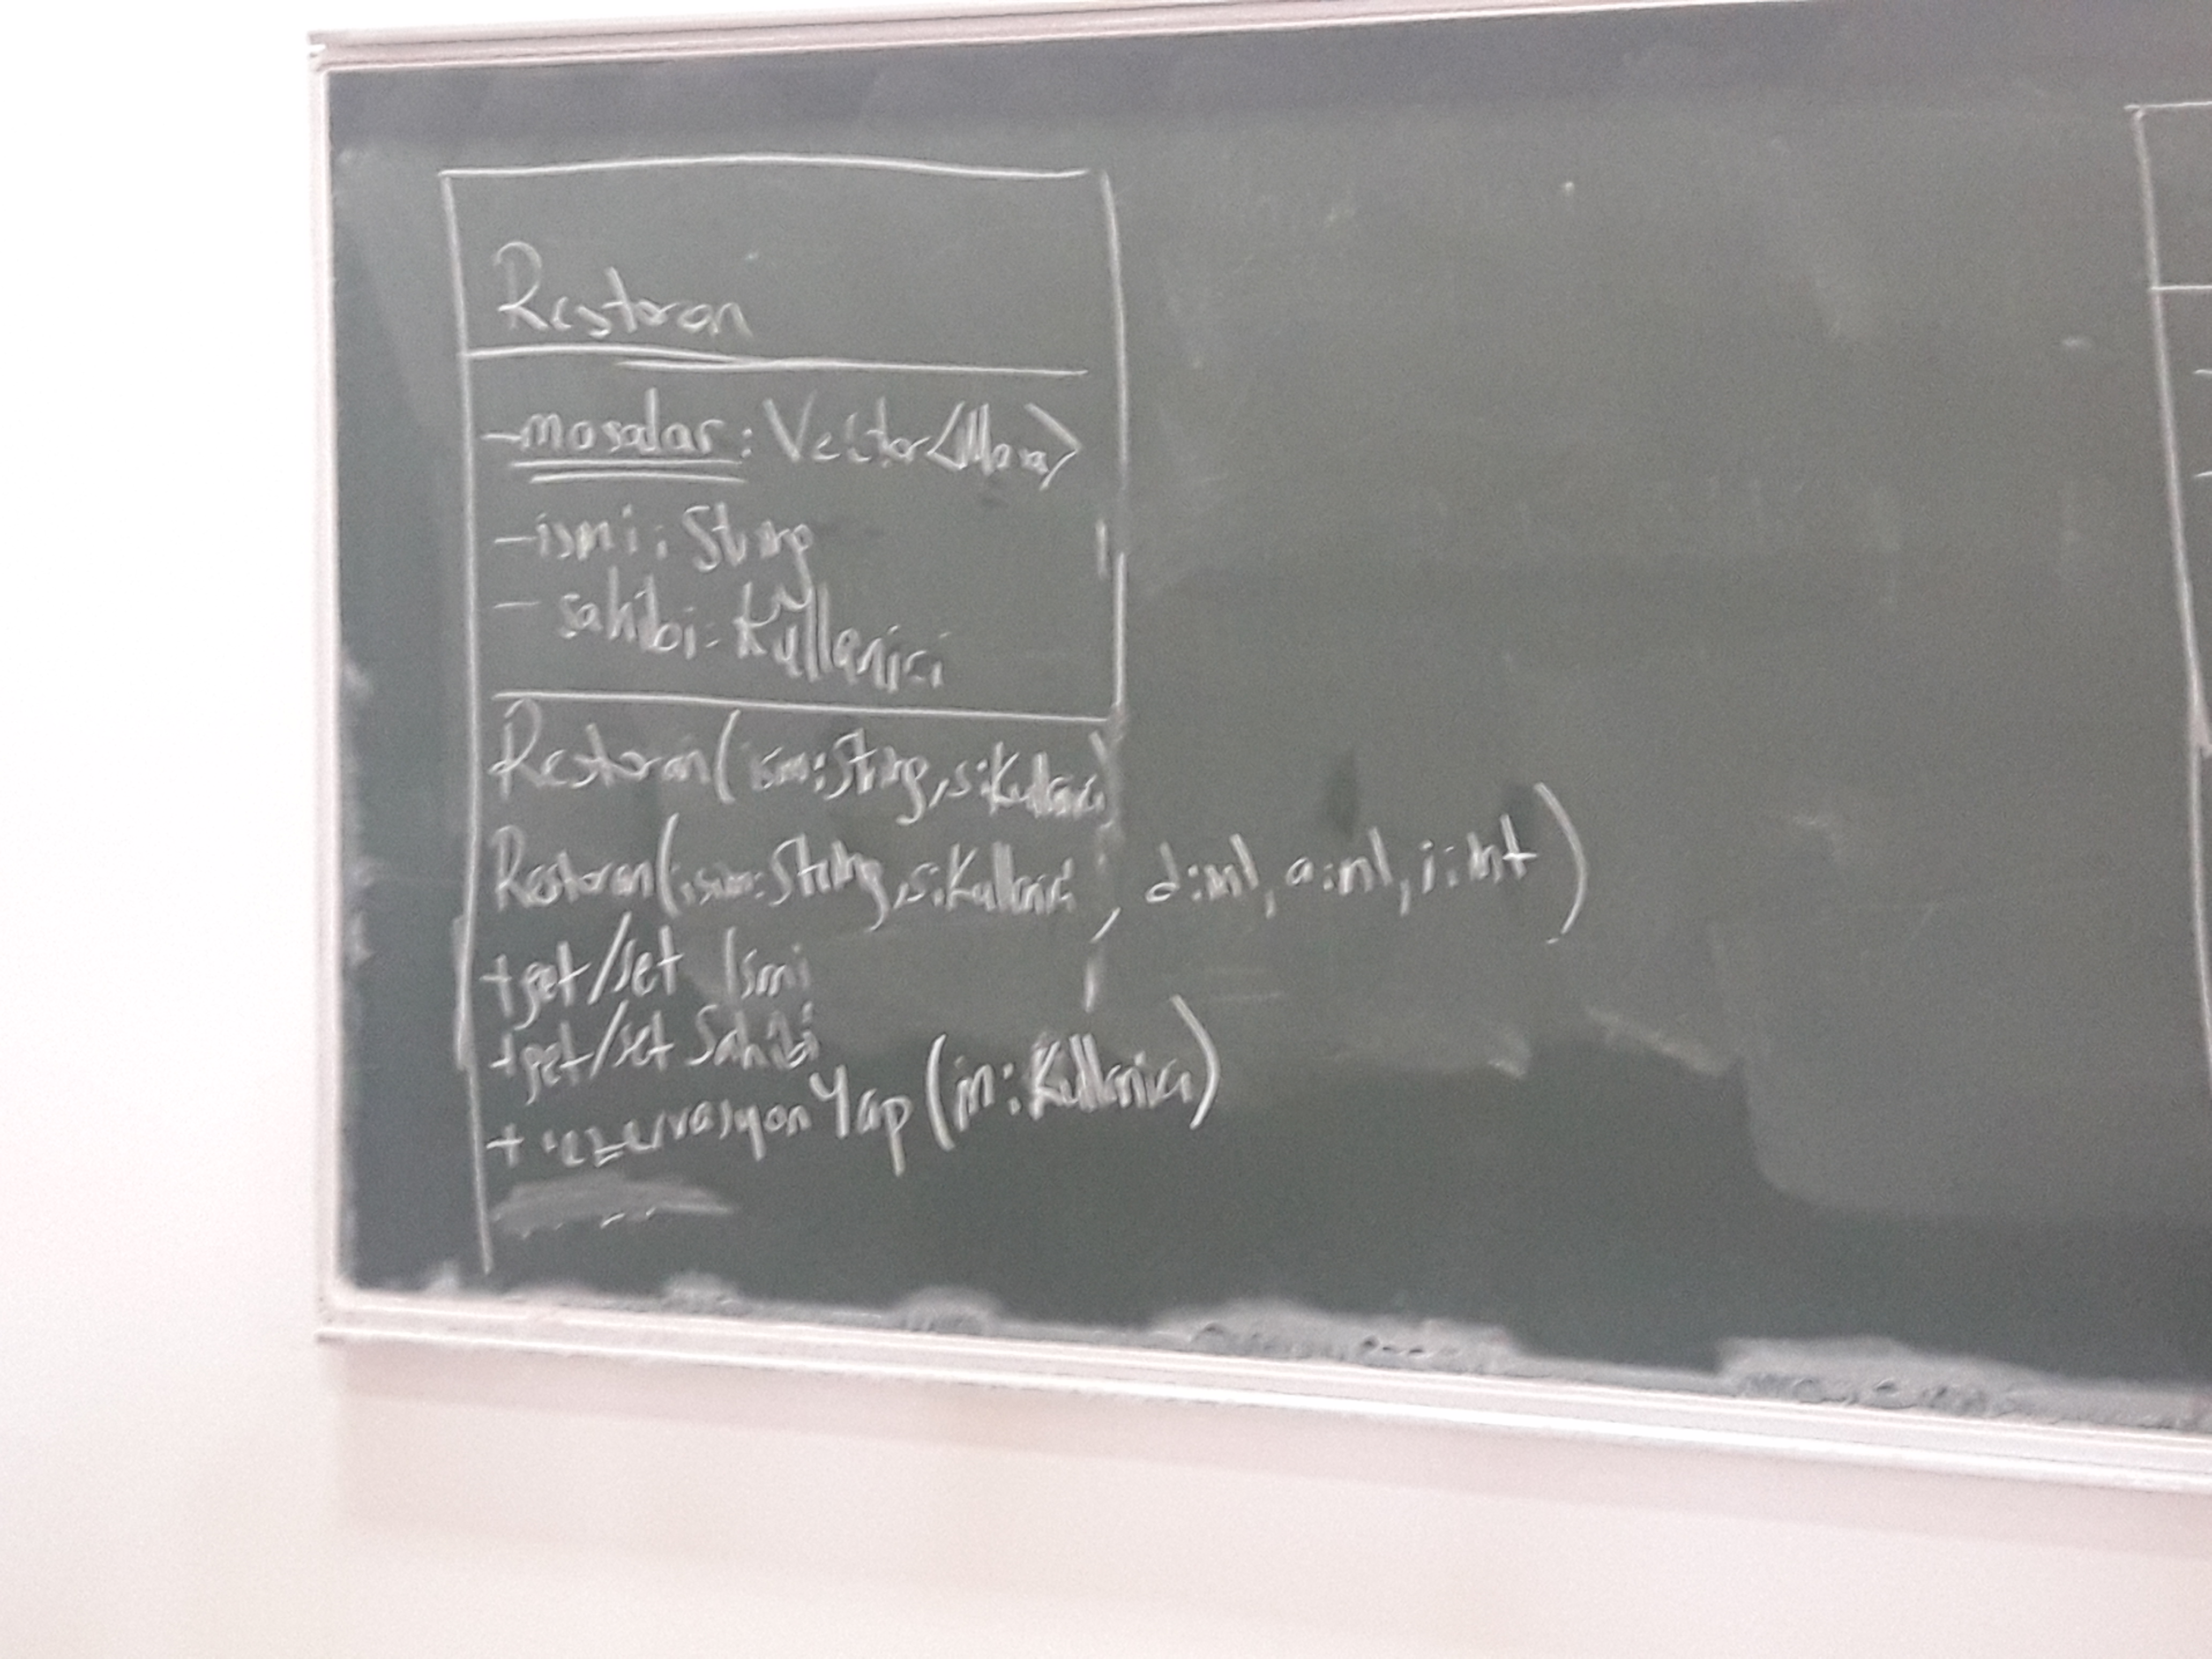 Restoran
-masalar: Vektor<Masa>
-ismi: String
- sahibi: Kullanici
Restoran(isim:String,s:Kullanici)
Restoran(isim:String,s:Kullanici, d:int, a:int, i:int)
+get/set Ismi
+get/set Sahibi
+rezervasyonYap(m:Kullanici)